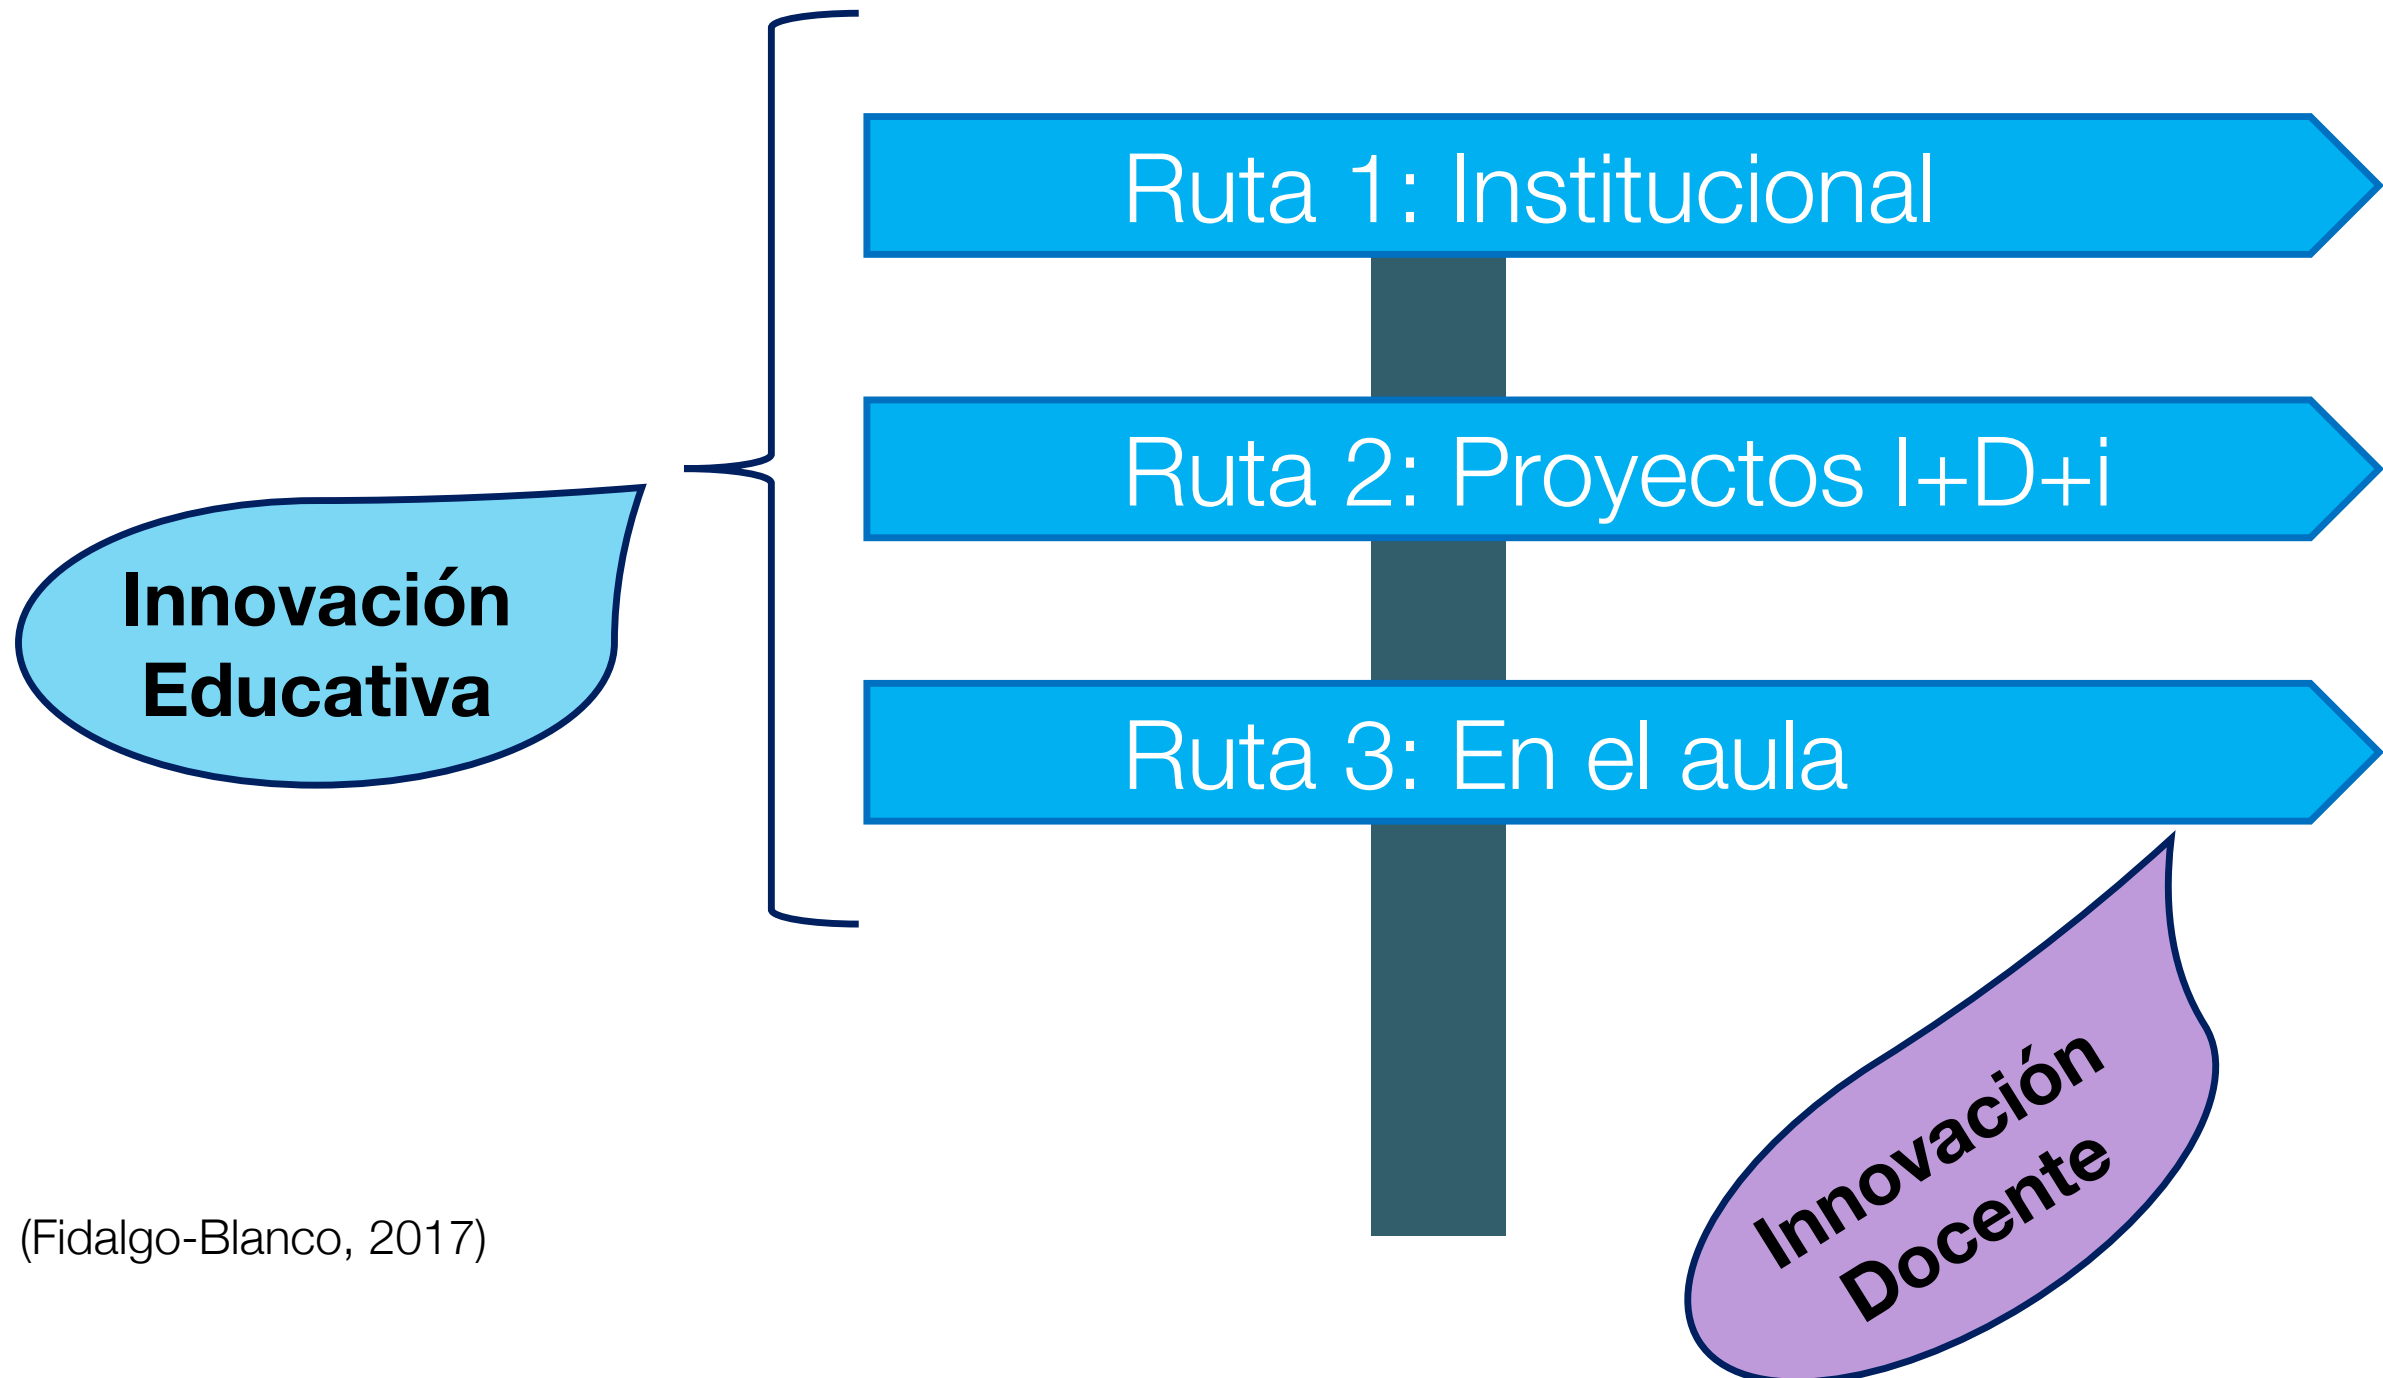 Ruta 1: Institucional
Ruta 2: Proyectos I+D+i
Innovación
Educativa
Ruta 3: En el aula
Innovación
Docente
(Fidalgo-Blanco, 2017)